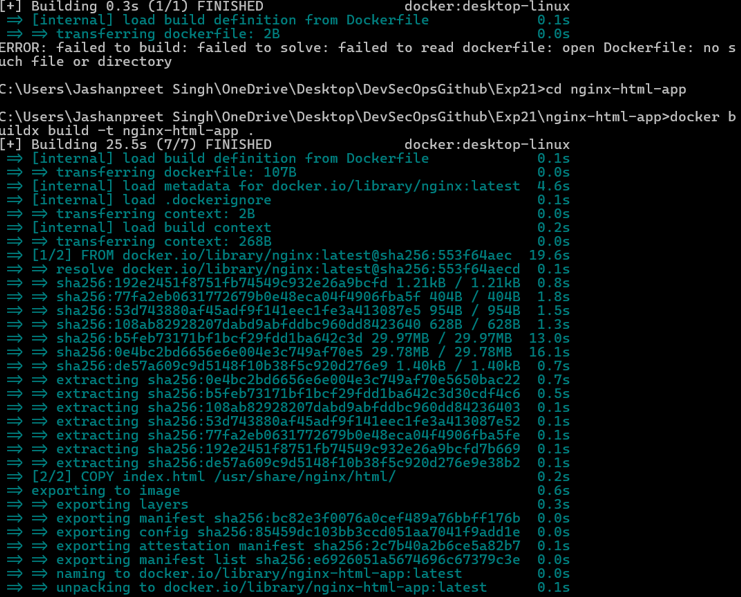 [+] Building 0.3s (1/1) FINISHED docker:desktop-linux
=> [internal] load build definition from Dockerfile 0.1s
=> => transferring dockerfile: 2B 0.0s
ERROR: failed to build: failed to solve: failed to read dockerfile: open Dockerfile: no s
uch file or directory
C:\Users\Jashanpreet Singh\OneDrive\Desktop\DevSecOpsGithub\Exp21>cd nginx-html-app
C:\Users\Jashanpreet Singh\OneDrive\Desktop\DevSecOpsGithub\Exp21\nginx-html-app>docker b
uildx build -t nginx-html-app .
[+] Building 25.5s (7/7) FINISHED docker:desktop-linux
=> [internal] load build definition from Dockerfile 0.1s
=> => transferring dockerfile: 107B 0.0s
=> [internal] load metadata for docker.io/library/nginx:latest 4.6s
=> [internal] load .dockerignore 0.1s
=> => transferring context: 2B 0.0s
=> [internal] load build context 0.2s
=> => transferring context: 268B 0.0s
=> [1/2] FROM docker.io/library/nginx:latest@sha256:553f64aec 19.6s
=> => resolve docker.io/library/nginx:latest@sha256:553f64aecd 0.1s
=> => sha256:192e2451f8751fb74549c932e26a9bcfd 1.21kB / 1.21kB 0.8s
=> => sha256:77fa2eb0631772679b0e48eca04f4906fba5f 404B / 404B 1.8s
=> => sha256:53d743880af45adf9f141eec1fe3a413087e5 954B / 954B 1.5s
=> => sha256:108ab82928207dabd9abfddbc960dd8423640 628B / 628B 1.3s
=> => sha256:b5feb73171bf1bcf29fdd1ba642c3d 29.97MB / 29.97MB 13.0s
=> => sha256:0e4bc2bd6656e6e004e3c749af70e5 29.78MB / 29.78MB 16.1s
=> => sha256:de57a609c9d5148f10b38f5c920d276e9 1.40kB / 1.40kB 0.7s
=> => extracting sha256:0e4bc2bd6656e6e004e3c749af70e5650bac22 0.7s
=> => extracting sha256:b5feb73171bf1bcf29fdd1ba642c3d30cdf4c6 0.5s
=> => extracting sha256:108ab82928207dabd9abfddbc960dd84236403 0.1s
=> => extracting sha256:53d743880af45adf9f141eec1fe3a413087e52 0.1s
=> => extracting sha256:77fa2eb0631772679b0e48eca04f4906fba5fe 0.1s
=> => extracting sha256:192e2451f8751fb74549c932e26a9bcfd7b669 0.1s
=> => extracting sha256:de57a609c9d5148f10b38f5c920d276e9e38b2 0.1s
=> [2/2] COPY index.html /usr/share/nginx/html/ 0.2s
=> exporting to image 0.6s
=> => exporting layers 0.3s
=> => exporting manifest sha256:bc82e3f0076a0cef489a76bbff176b 0.0s
=> => exporting config sha256:85459dc103bb3ccd051aa7041f9add1e 0.0s
=> => exporting attestation manifest sha256:2c7b40a2b6ce5a82b7 0.1s
=> => exporting manifest list sha256:e6926051a5674696c67379c3e 0.0s
=> => naming to docker.io/library/nginx-html-app:latest 0.0s
=> => unpacking to docker.io/library/nginx-html-app:latest 0.1s